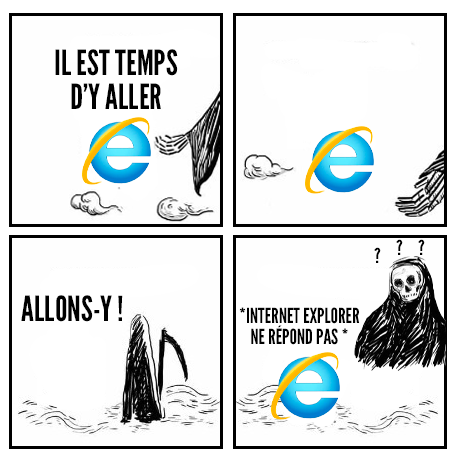 IL EST TEMPS
D'Y ALLER
ALLONS-Y !
? ? ?
*INTERNET EXPLORER
NE RÉPOND PAS *